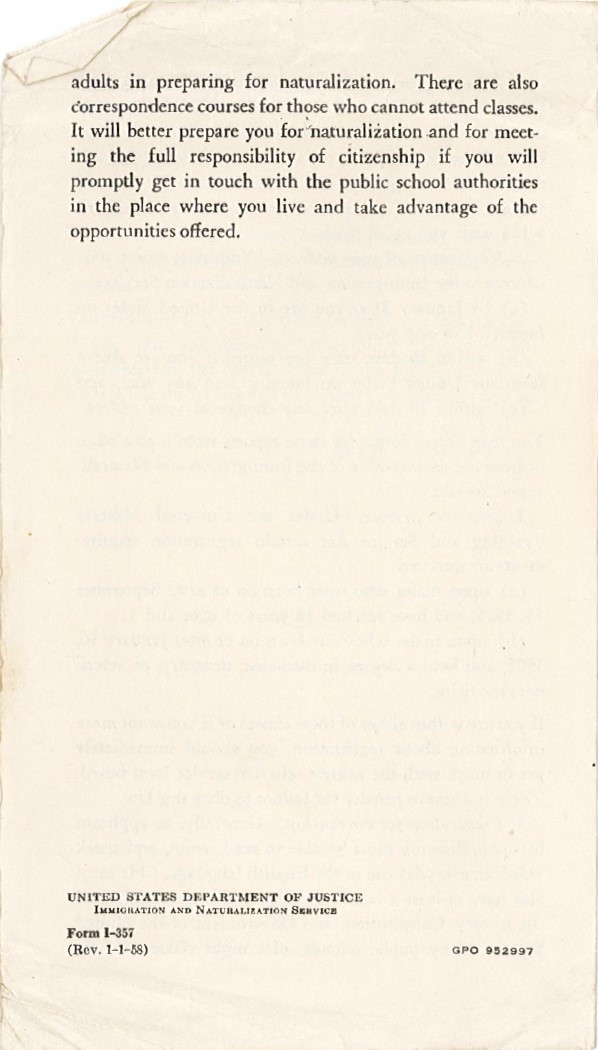 adults in preparing for naturalization. There are also
correspondence courses for those who cannot attend classes.
It will better prepare you for naturalization and for meet-
ing the full responsibility of citizenship if you will
promptly get in touch with the public school authorities
in the place where you live and take advantage of the
opportunities offered.
UNITED STATES DEPARTMENT OF JUSTICE
IMMIGRATION AND NATURALIZATION SERVICE
Form I-357
(Rev. 1-1-58)
GPO 952997